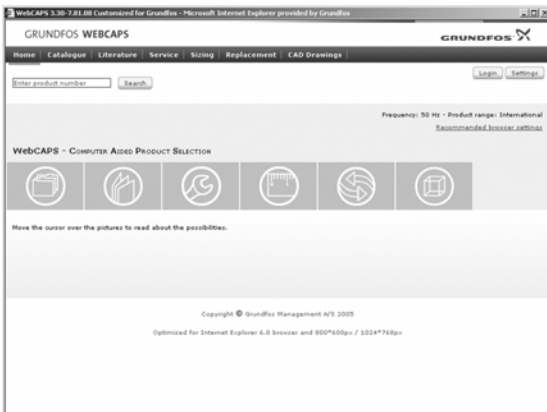 WebCAPS 3.30-7.01.08 Customized for Grundfos - Microsoft Internet Explorer provided by Grundfos
GRUNDFOS WEBCAPS
GRUNDFOS
Home Catalogue Literature Service Sizing Replacement CAD Drawings
Login Settings
Enter product number Search
Frequency: 50 Hz - Product range: International
Recommended browser settings
WebCAPS - Computer Aided Product Selection
Move the cursor over the pictures to read about the possibilities.
Copyright © Grundfos Management A/S 2005
Optimized for Internet Explorer 6.0 browser and 800*600px / 1024*768px